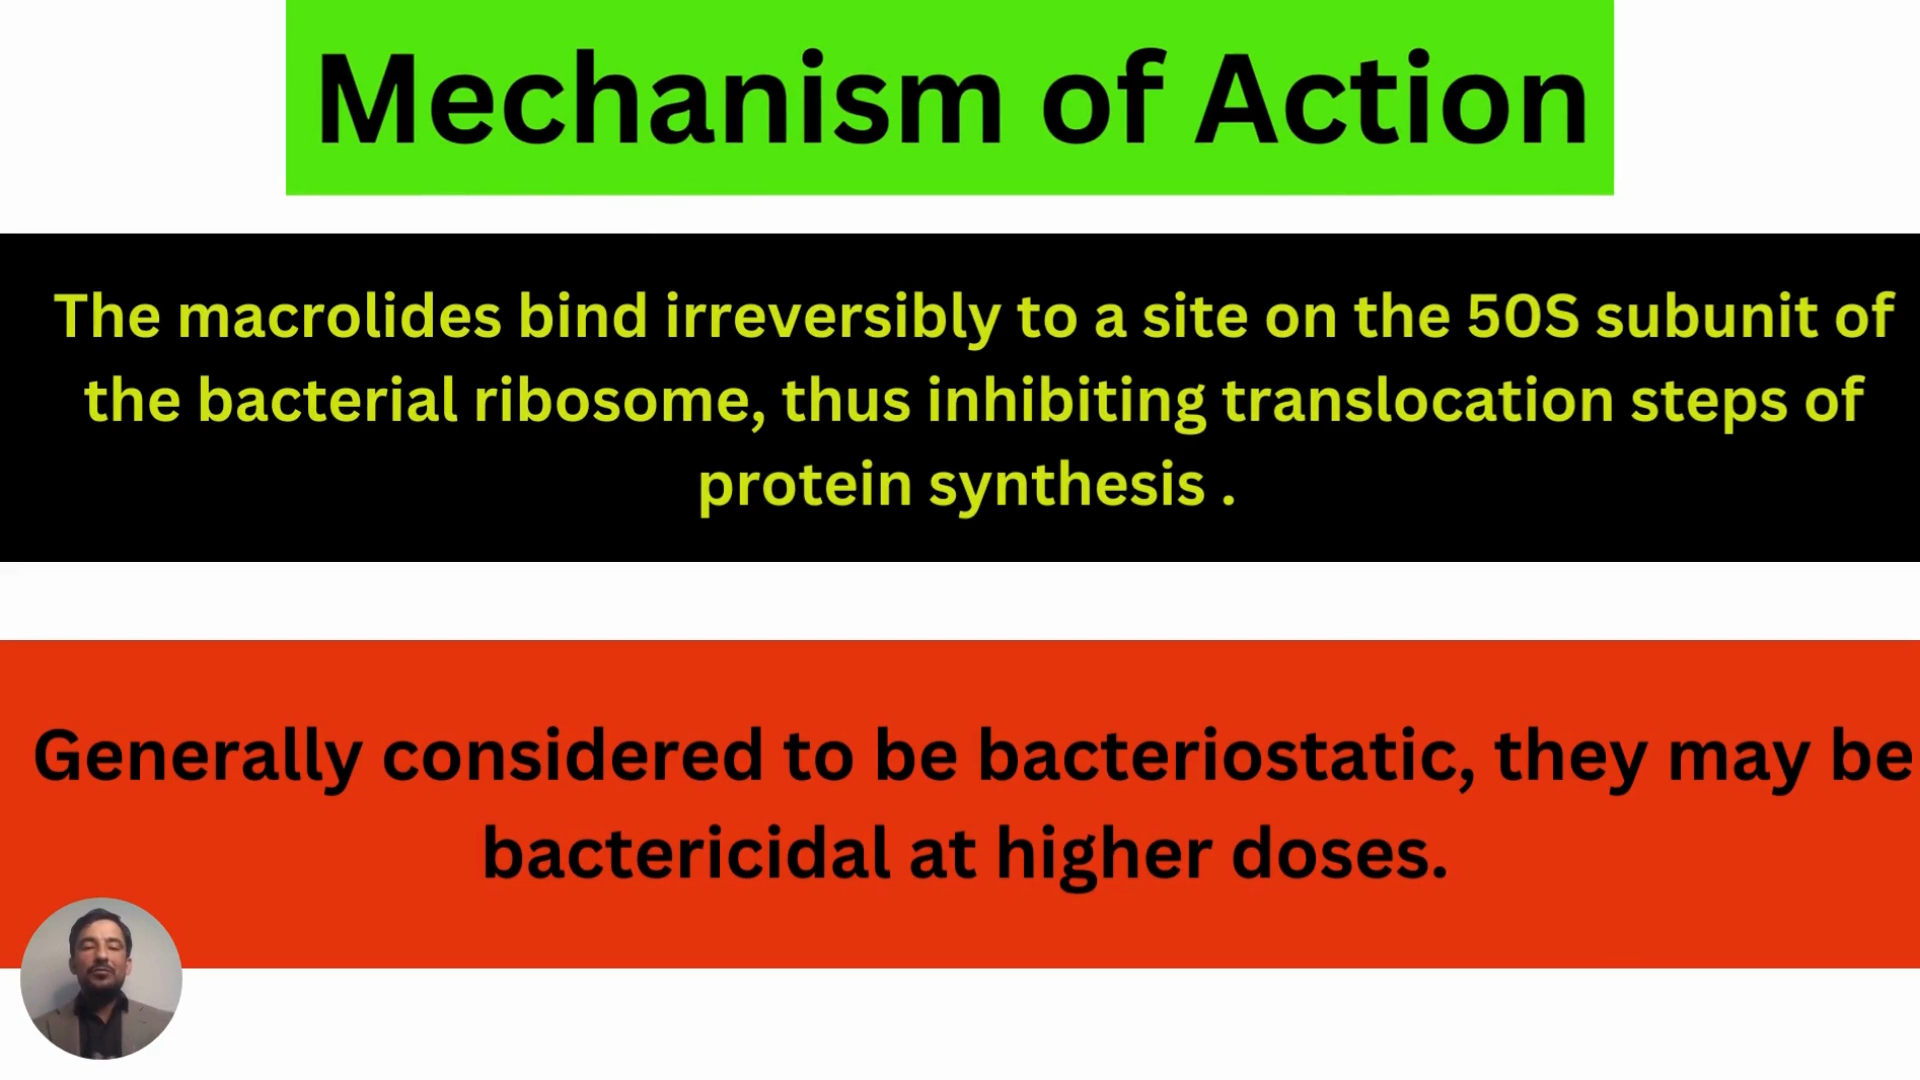 Mechanism of Action
The macrolides bind irreversibly to a site on the 50S subunit of
the bacterial ribosome, thus inhibiting translocation steps of
protein synthesis .
Generally considered to be bacteriostatic, they may be
bactericidal at higher doses.